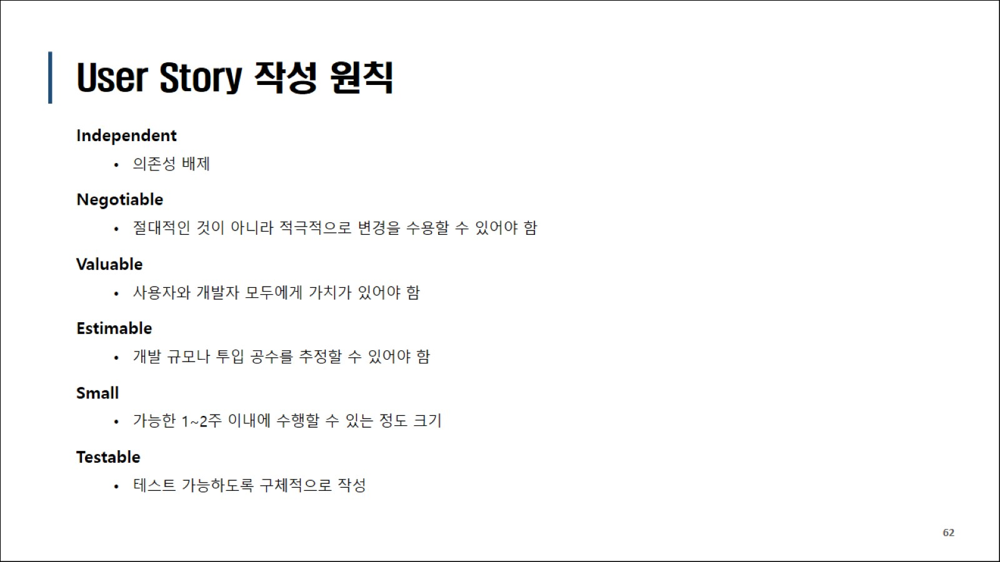 User Story 작성 원칙
Independent
• 의존성 배제
Negotiable
• 절대적인 것이 아니라 적극적으로 변경을 수용할 수 있어야 함
Valuable
• 사용자와 개발자 모두에게 가치가 있어야 함
Estimable
• 개발 규모나 투입 공수를 추정할 수 있어야 함
Small
• 가능한 1~2주 이내에 수행할 수 있는 정도 크기
Testable
• 테스트 가능하도록 구체적으로 작성
62